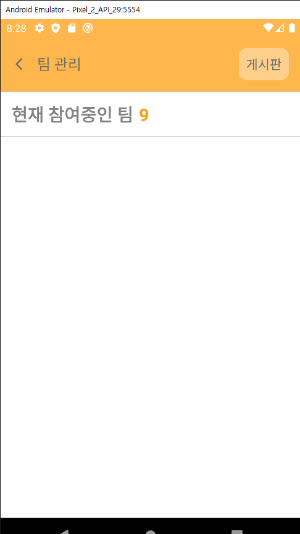 Android Emulator - Pixel_2_API_29:5554
8:28
팀 관리
게시판
현재 참여중인 팀 9